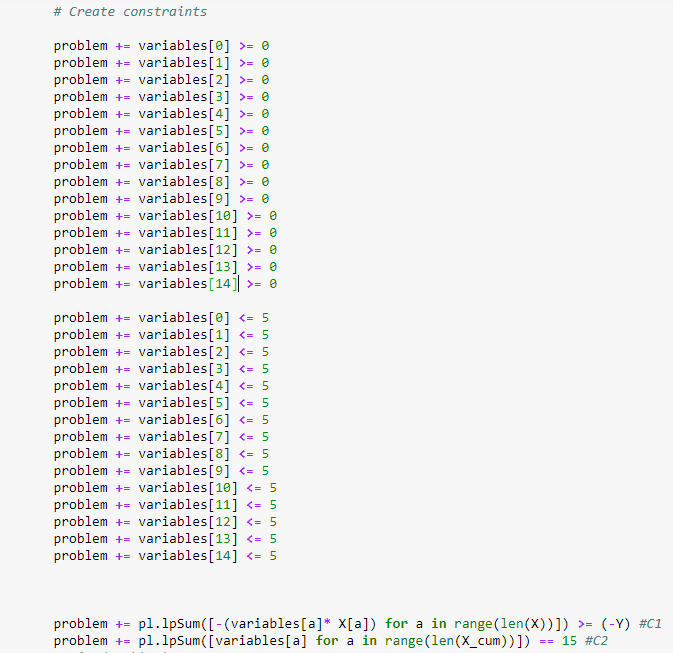 # Create constraints
problem += variables[0] >= 0
problem += variables[1] >= 0
problem += variables[2] >= 0
problem += variables[3] >= 0
problem += variables[4] >= 0
problem += variables[5] >= 0
problem += variables[6] >= 0
problem += variables[7] >= 0
problem += variables[8] >= 0
problem += variables[9] >= 0
problem += variables[10] >= 0
problem += variables[11] >= 0
problem += variables[12] >= 0
problem += variables[13] >= 0
problem += variables[14] >= 0
problem += variables[0] <= 5
problem += variables[1] <= 5
problem += variables[2] <= 5
problem += variables[3] <= 5
problem += variables[4] <= 5
problem += variables[5] <= 5
problem += variables[6] <= 5
problem += variables[7] <= 5
problem += variables[8] <= 5
problem += variables[9] <= 5
problem += variables[10] <= 5
problem += variables[11] <= 5
problem += variables[12] <= 5
problem += variables[13] <= 5
problem += variables[14] <= 5
problem += pl.lpSum([-(variables[a]* X[a]) for a in range(len(X))]) >= (-Y) #C1
problem += pl.lpSum([variables[a] for a in range(len(X_cum))]) == 15 #C2